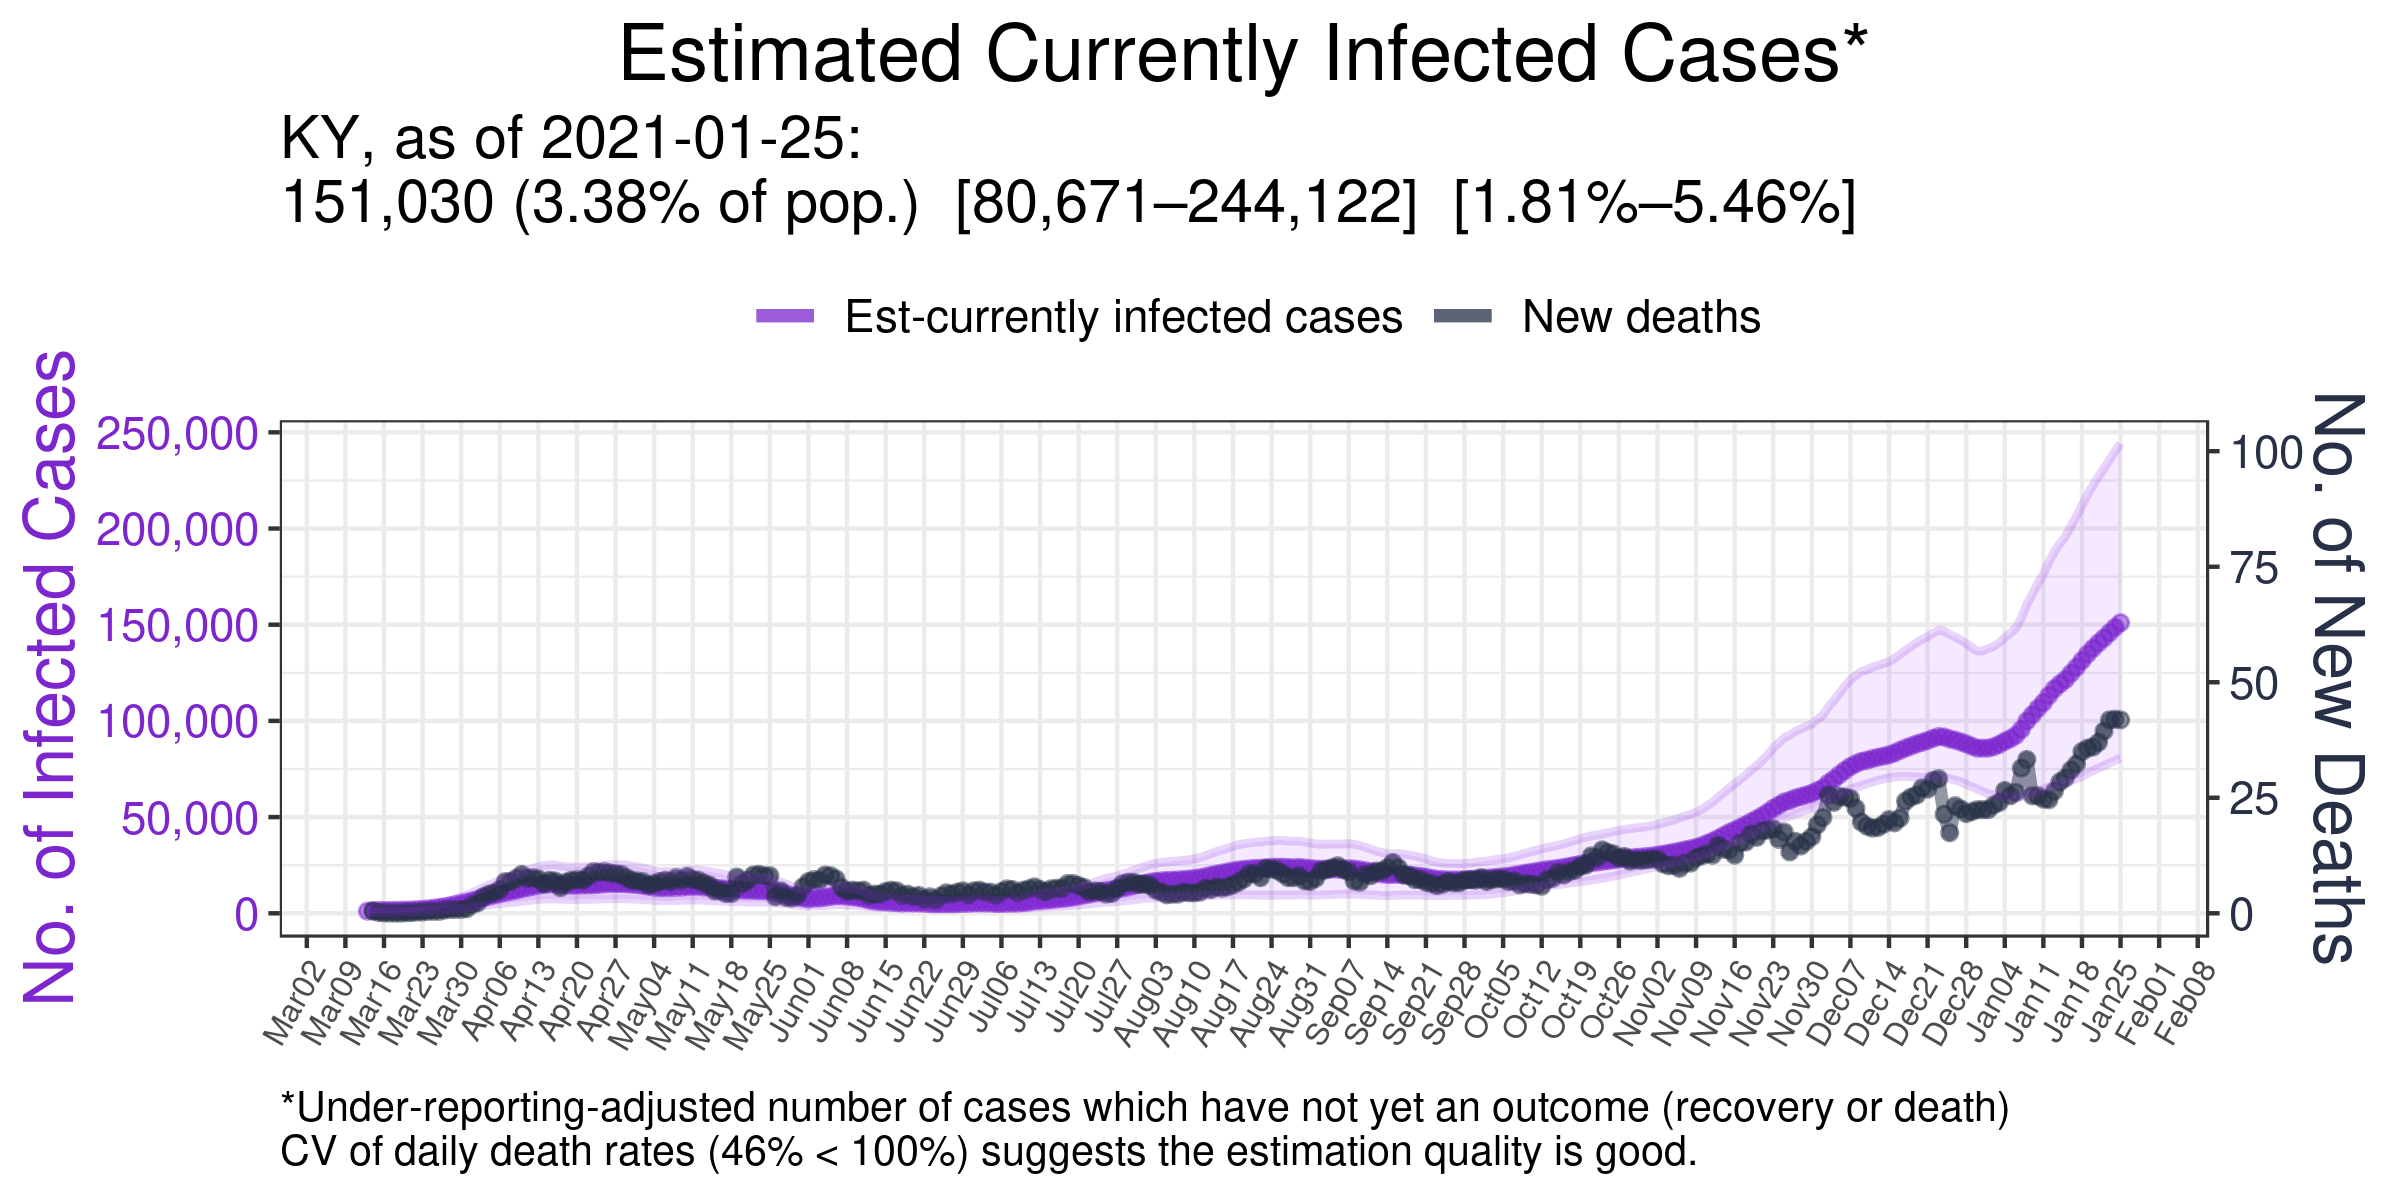 Estimated Currently Infected Cases*
KY, as of 2021-01-25:
151,030 (3.38% of pop.)  [80,671–244,122]  [1.81%–5.46%]
Est-currently infected cases
New deaths
No. of Infected Cases
250,000
200,000
150,000
100,000
50,000
0
100
75
50
25
0
No. of New Deaths
Mar02
Mar09
Mar16
Mar23
Mar30
Apr06
Apr13
Apr20
Apr27
May04
May11
May18
May25
Jun01
Jun08
Jun15
Jun22
Jun29
Jul06
Jul13
Jul20
Jul27
Aug03
Aug10
Aug17
Aug24
Aug31
Sep07
Sep14
Sep21
Sep28
Oct05
Oct12
Oct19
Oct26
Nov02
Nov09
Nov16
Nov23
Nov30
Dec07
Dec14
Dec21
Dec28
Jan04
Jan11
Jan18
Jan25
Feb01
Feb08
*Under-reporting-adjusted number of cases which have not yet an outcome (recovery or death)
CV of daily death rates (46% < 100%) suggests the estimation quality is good.